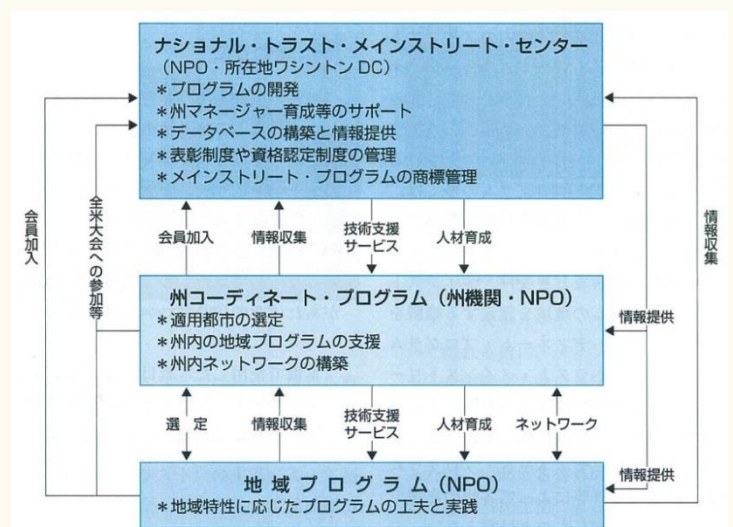 ナショナル・トラスト・メインストリート・センター
（NPO・所在地ワシントン DC）
＊プログラムの開発
＊州マネージャー育成等のサポート
＊データベースの構築と情報提供
＊表彰制度や資格認定制度の管理
＊メインストリート・プログラムの商標管理
会員加入
全米大会への参加等
会員加入
情報収集
技術支援
サービス
人材育成
情報収集
州コーディネート・プログラム（州機関・NPO）
＊適用都市の選定
＊州内の地域プログラムの支援
＊州内ネットワークの構築
情報提供
選　定
情報収集
技術支援
サービス
人材育成
ネットワーク
情報提供
地 域 プ ロ グ ラ ム（NPO）
＊地域特性に応じたプログラムの工夫と実践